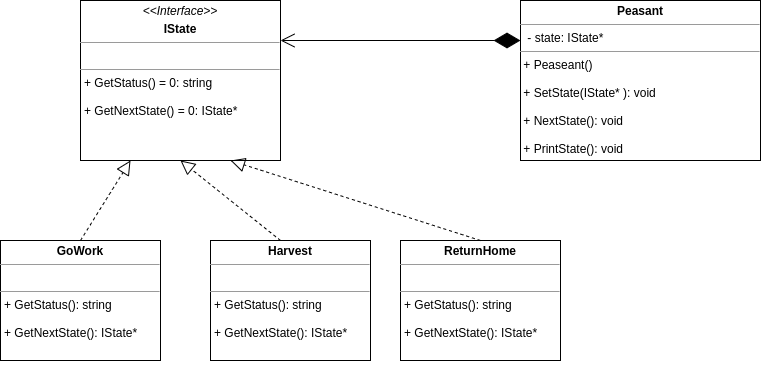 <<Interface>>
IState
+ GetStatus() = 0: string
+ GetNextState() = 0: IState*
Peasant
- state: IState*
+ Peaseant()
+ SetState(IState* ): void
+ NextState(): void
+ PrintState(): void
GoWork
+ GetStatus(): string
+ GetNextState(): IState*
Harvest
+ GetStatus(): string
+ GetNextState(): IState*
ReturnHome
+ GetStatus(): string
+ GetNextState(): IState*